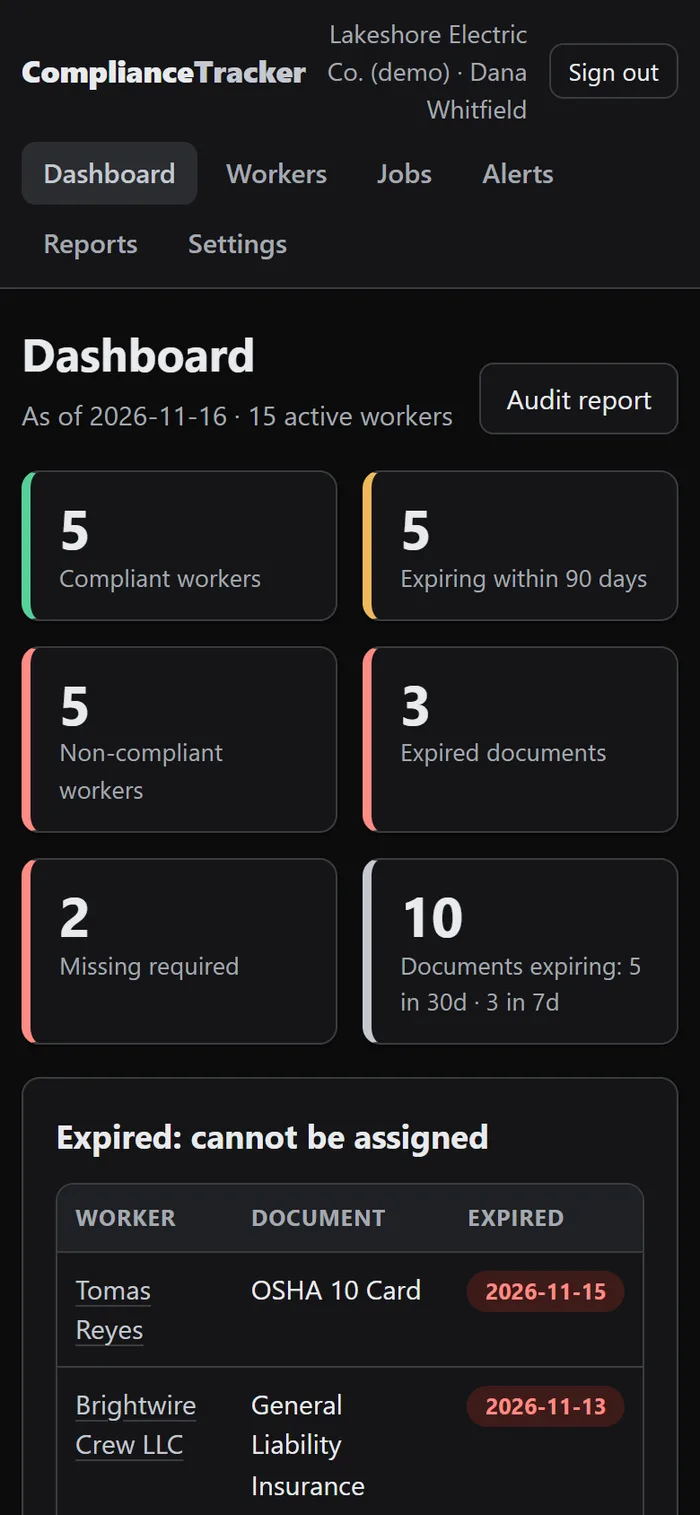 ComplianceTracker
Lakeshore Electric
Co. (demo) · Dana
Whitfield
Sign out
Dashboard
Workers
Jobs
Alerts
Reports
Settings
Dashboard
As of 2026-11-16 · 15 active workers
Audit report
5
Compliant workers
5
Expiring within 90 days
5
Non-compliant
workers
3
Expired documents
2
Missing required
10
Documents expiring: 5
in 30d · 3 in 7d
Expired: cannot be assigned
WORKER DOCUMENT EXPIRED
Tomas OSHA 10 Card 2026-11-15
Reyes
Brightwire General 2026-11-13
Crew LLC Liability
Insurance